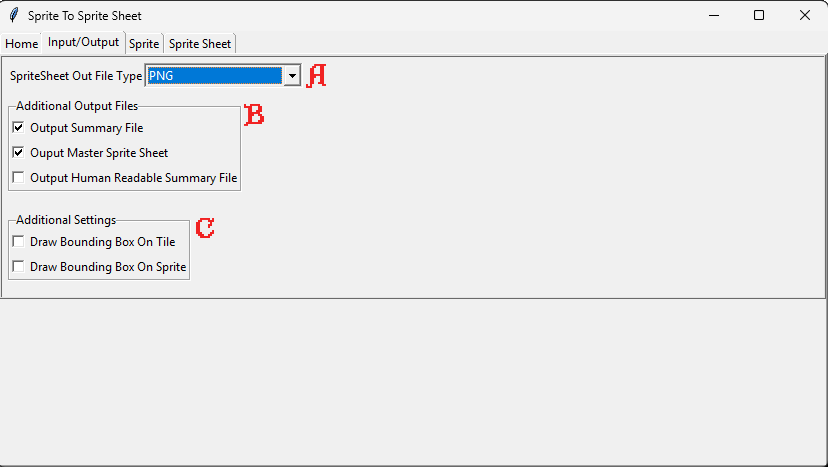 Sprite To Sprite Sheet
Home Input/Output Sprite Sprite Sheet
SpriteSheet Out File Type PNG A
Additional Output Files B
Output Summary File
Ouput Master Sprite Sheet
Output Human Readable Summary File
Additional Settings C
Draw Bounding Box On Tile
Draw Bounding Box On Sprite